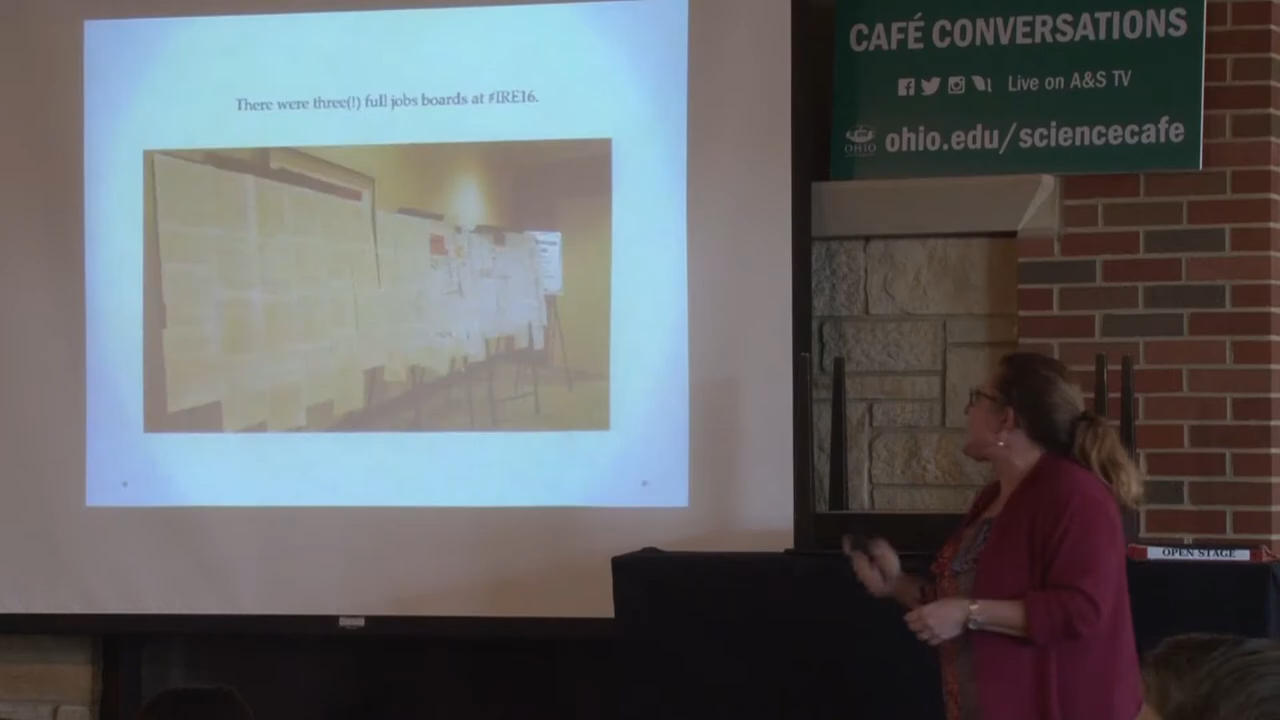 There were three(!) full jobs boards at #IRE16.
CAFÉ CONVERSATIONS
Live on A&S TV
OHIO
ohio.edu/sciencecafe
OPEN STAGE